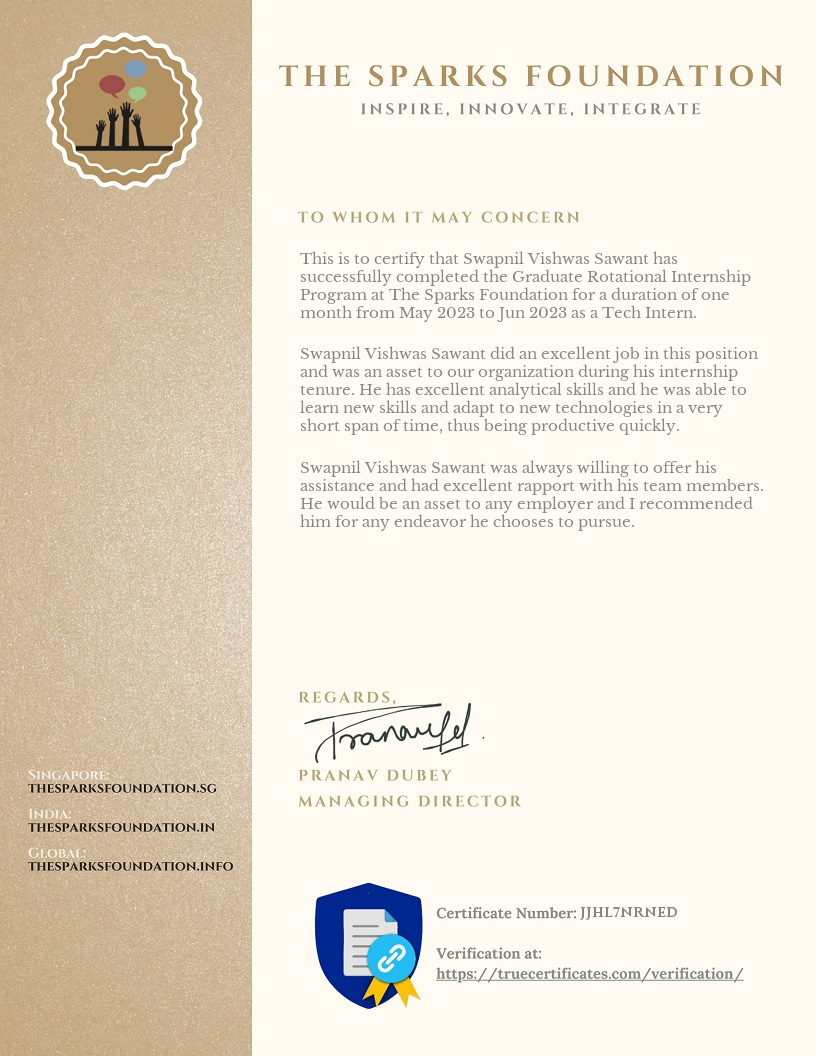 THE SPARKS FOUNDATION
INSPIRE, INNOVATE, INTEGRATE
TO WHOM IT MAY CONCERN
This is to certify that Swapnil Vishwas Sawant has
successfully completed the Graduate Rotational Internship
Program at The Sparks Foundation for a duration of one
month from May 2023 to Jun 2023 as a Tech Intern.
Swapnil Vishwas Sawant did an excellent job in this position
and was an asset to our organization during his internship
tenure. He has excellent analytical skills and he was able to
learn new skills and adapt to new technologies in a very
short span of time, thus being productive quickly.
Swapnil Vishwas Sawant was always willing to offer his
assistance and had excellent rapport with his team members.
He would be an asset to any employer and I recommended
him for any endeavor he chooses to pursue.
REGARDS,
PRANAV DUBEY
MANAGING DIRECTOR
SINGAPORE:
THESPARKSFOUNDATION.SG
INDIA:
THESPARKSFOUNDATION.IN
GLOBAL:
THESPARKSFOUNDATION.INFO
Certificate Number: JJHL7NRNED
Verification at:
https://truecertificates.com/verification/